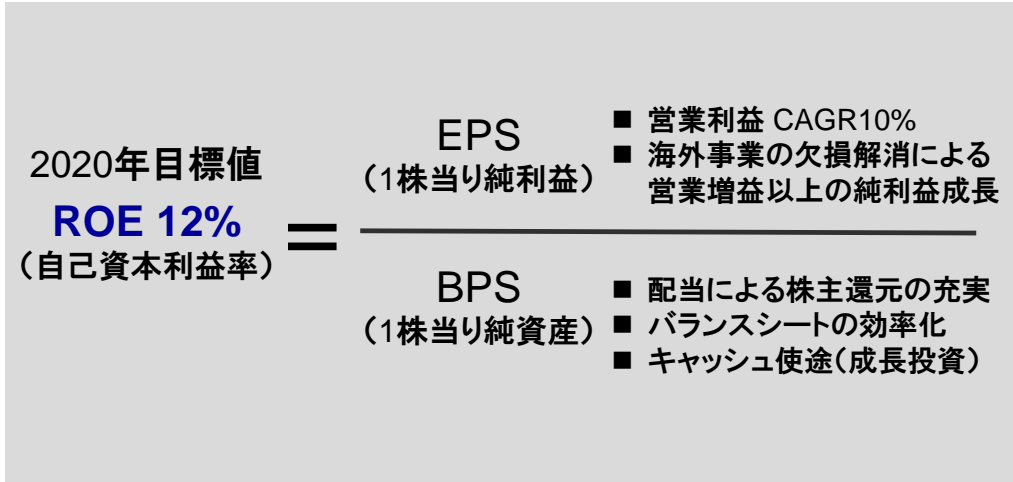 2020年目標値
ROE 12%
（自己資本利益率）
＝
EPS
（1株当り純利益）
■ 営業利益 CAGR10%
■ 海外事業の欠損解消による
営業増益以上の純利益成長
BPS
（1株当り純資産）
■ 配当による株主還元の充実
■ バランスシートの効率化
■ キャッシュ使途（成長投資）